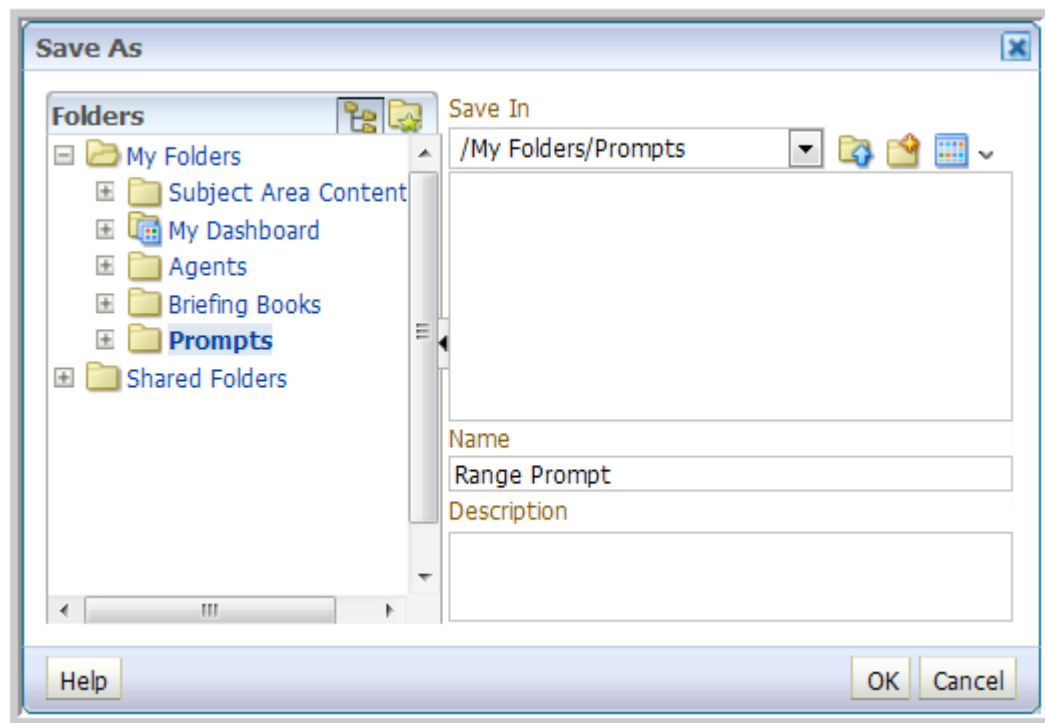 Save As
Folders
My Folders
Subject Area Content
My Dashboard
Agents
Briefing Books
Prompts
Shared Folders
Save In
/My Folders/Prompts
Name
Range Prompt
Description
Help
OK
Cancel